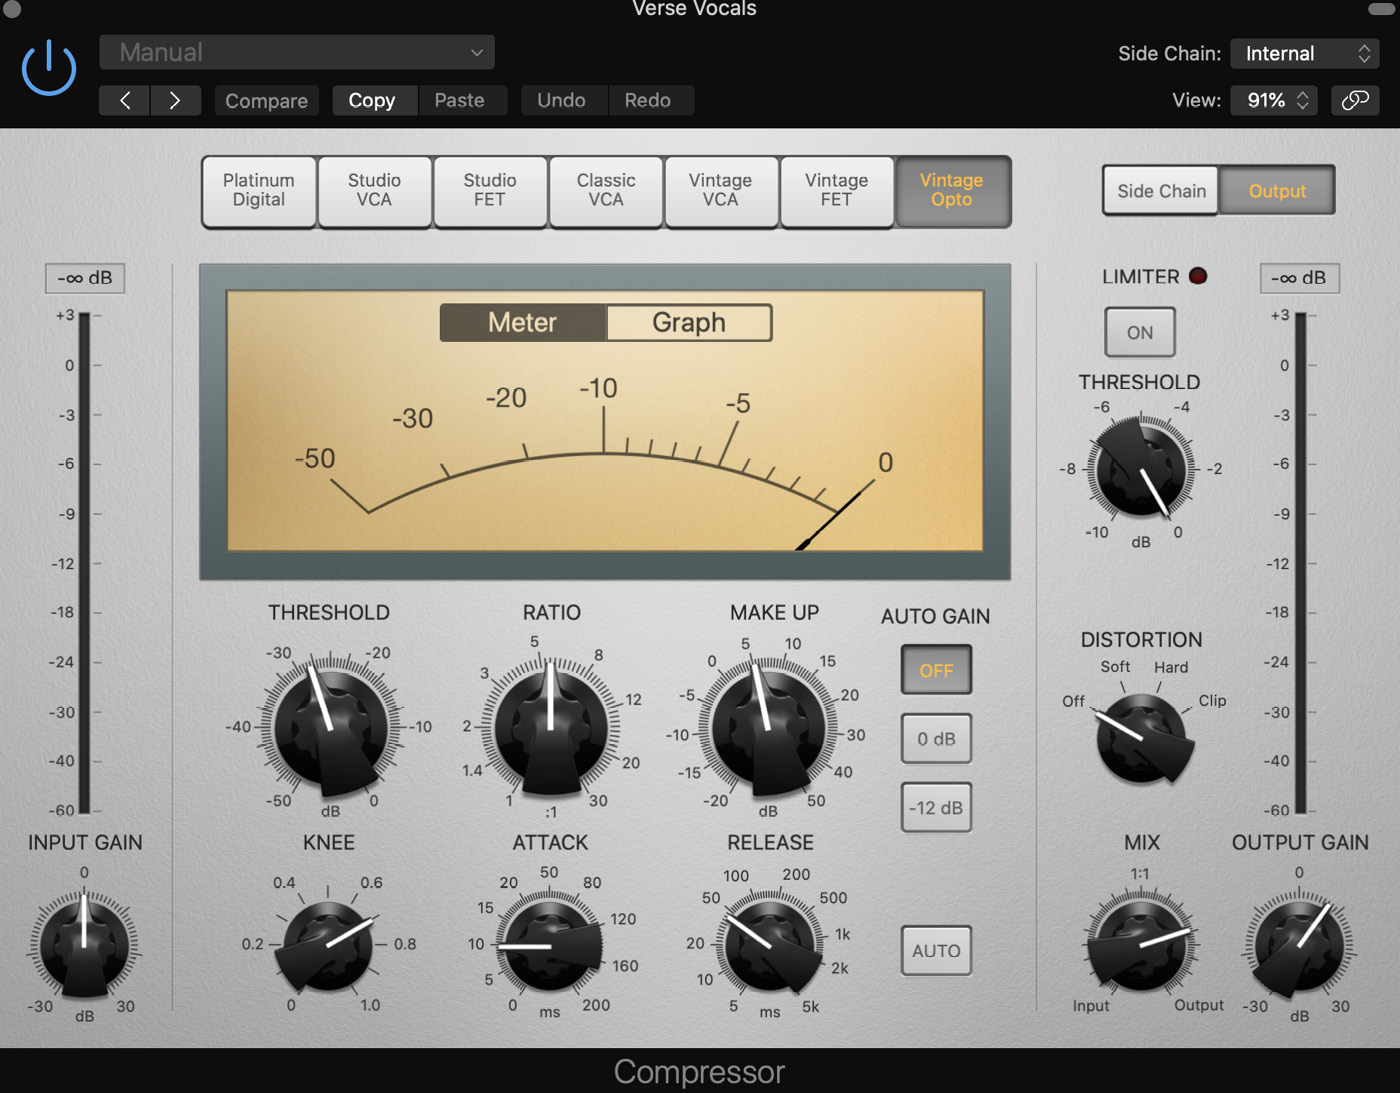 Verse Vocals
Manual
Side Chain: Internal
Compare Copy Paste Undo Redo
View: 91%
Platinum Digital
Studio VCA
Studio FET
Classic VCA
Vintage VCA
Vintage FET
Vintage Opto
Side Chain Output
-∞ dB
+3
0
-3
-6
-9
-12
-18
-24
-30
-40
-60
INPUT GAIN
0
-30 30
dB
Meter Graph
-50 -30 -20 -10 -5 0
THRESHOLD
-50 -40 -30 -20 -10 0
dB
RATIO
1 1.4 2 3 5 8 12 20 30
:1
MAKE UP
-20 -15 -10 -5 0 5 10 15 20 30 40 50
dB
AUTO GAIN
OFF
0 dB
-12 dB
KNEE
0 0.2 0.4 0.6 0.8 1.0
ATTACK
0 5 10 15 20 50 80 120 160 200
ms
RELEASE
5 10 20 50 100 200 500 1k 2k 5k
ms
AUTO
LIMITER
ON
THRESHOLD
-10 -8 -6 -4 -2 0
dB
DISTORTION
Off Soft Hard Clip
MIX
1:1
Input Output
-∞ dB
+3
0
-3
-6
-9
-12
-18
-24
-30
-40
-60
OUTPUT GAIN
0
-30 30
dB
Compressor